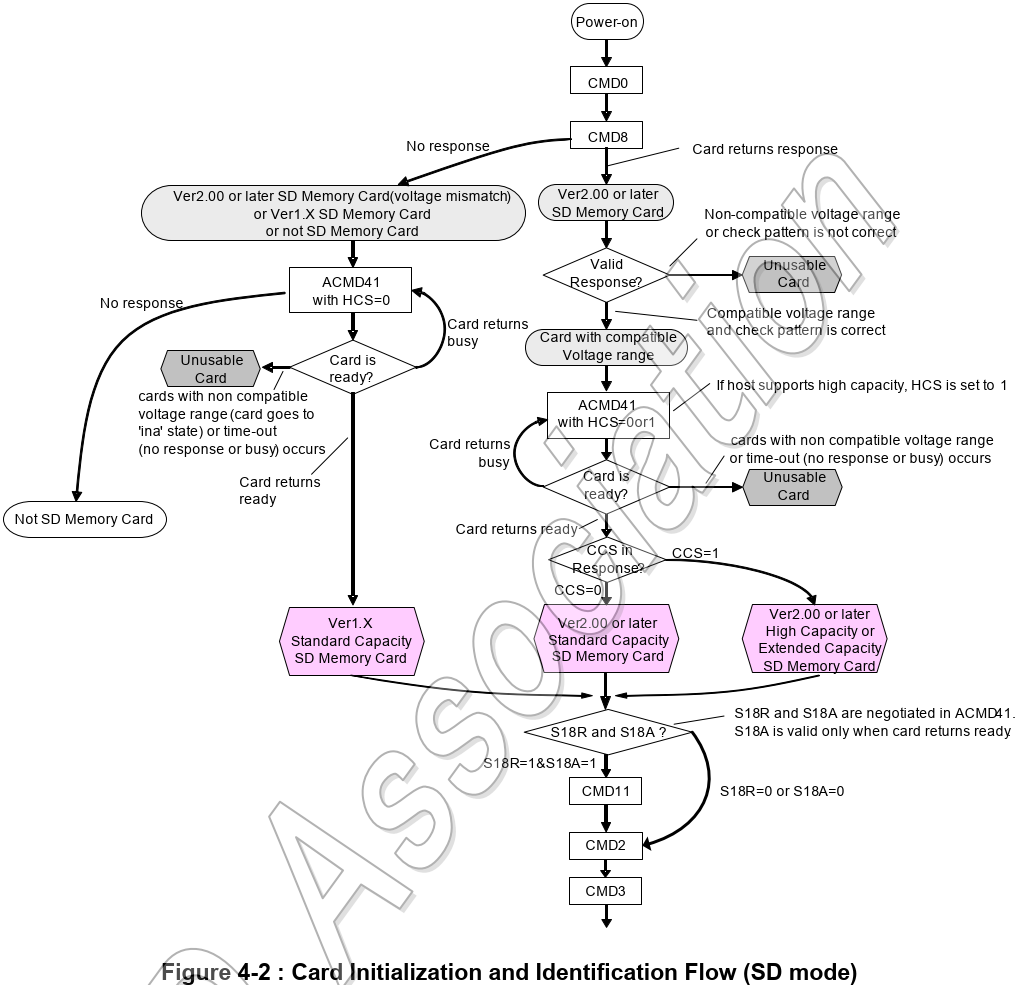 Power-on
CMD0
CMD8
No response
Card returns response
Ver2.00 or later SD Memory Card(voltage mismatch)
or Ver1.X SD Memory Card
or not SD Memory Card
Ver2.00 or later
SD Memory Card
Non-compatible voltage range
or check pattern is not correct
Valid
Response?
Unusable
Card
ACMD41
with HCS=0
No response
Compatible voltage range
and check pattern is correct
Card returns
busy
Card with compatible
Voltage range
Card is
ready?
Unusable
Card
cards with non compatible
voltage range (card goes to
'ina' state) or time-out
(no response or busy) occurs
If host supports high capacity, HCS is set to 1
ACMD41
with HCS=0or1
Card returns
busy
cards with non compatible voltage range
or time-out (no response or busy) occurs
Card is
ready?
Unusable
Card
Card returns
ready
Not SD Memory Card
Card returns ready
CCS in
Response?
CCS=1
CCS=0
Ver1.X
Standard Capacity
SD Memory Card
Ver2.00 or later
Standard Capacity
SD Memory Card
Ver2.00 or later
High Capacity or
Extended Capacity
SD Memory Card
S18R and S18A ?
S18R and S18A are negotiated in ACMD41.
S18A is valid only when card returns ready.
S18R=1&S18A=1
CMD11
S18R=0 or S18A=0
CMD2
CMD3
Association
Figure 4-2 : Card Initialization and Identification Flow (SD mode)